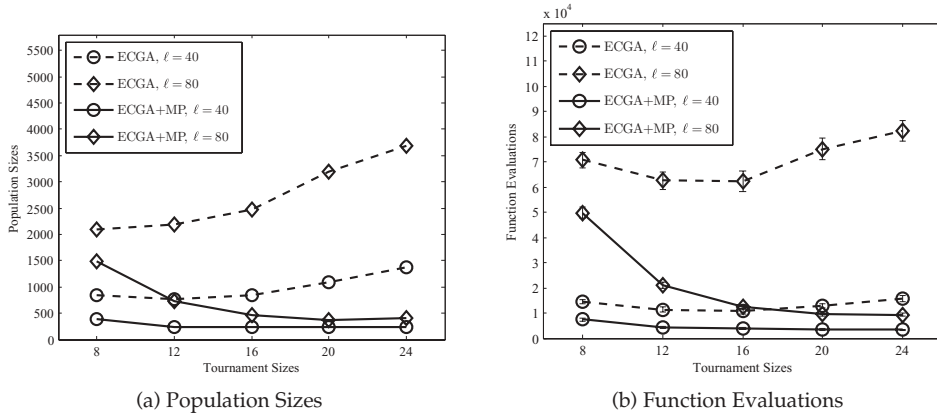 5500
5000
4500
4000
3500
3000
2500
2000
1500
1000
500
0
Population Sizes
ECGA, ℓ = 40
ECGA, ℓ = 80
ECGA+MP, ℓ = 40
ECGA+MP, ℓ = 80
8 12 16 20 24
Tournament Sizes
(a) Population Sizes
x 10⁴
12
11
10
9
8
7
6
5
4
3
2
1
0
Function Evaluations
ECGA, ℓ = 40
ECGA, ℓ = 80
ECGA+MP, ℓ = 40
ECGA+MP, ℓ = 80
8 12 16 20 24
Tournament Sizes
(b) Function Evaluations